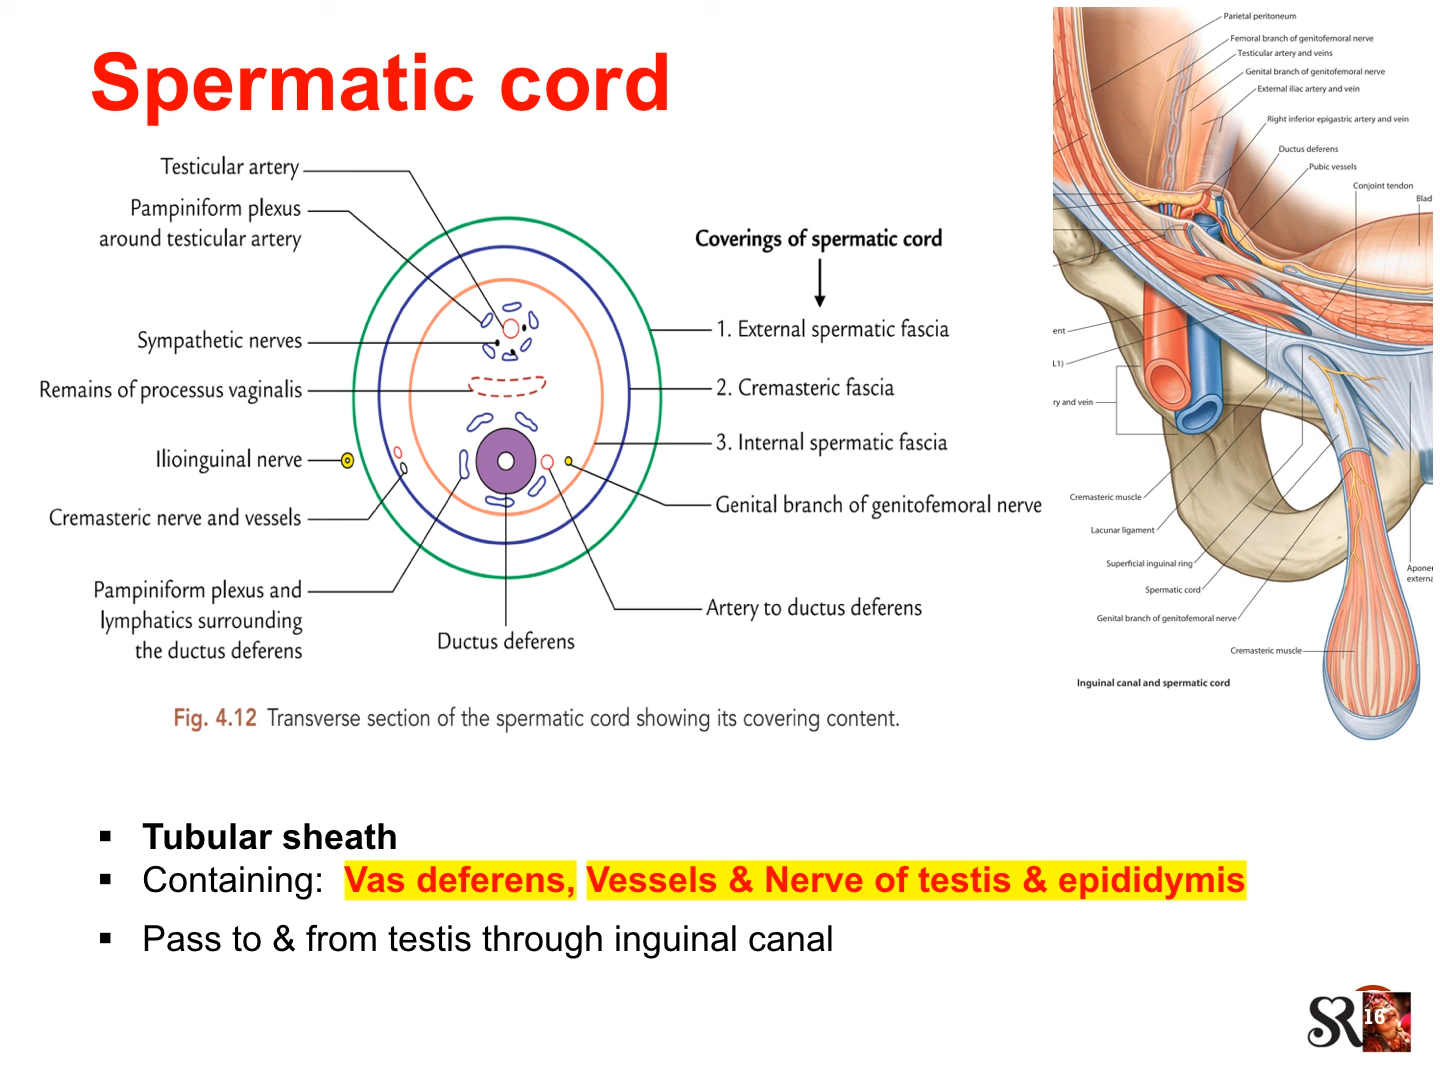 Spermatic cord
Testicular artery
Pampiniform plexus
around testicular artery
Sympathetic nerves
Remains of processus vaginalis
Ilioinguinal nerve
Cremasteric nerve and vessels
Pampiniform plexus and
lymphatics surrounding
the ductus deferens
Ductus deferens
Coverings of spermatic cord
1. External spermatic fascia
2. Cremasteric fascia
3. Internal spermatic fascia
Genital branch of genitofemoral nerve
Artery to ductus deferens
Fig. 4.12 Transverse section of the spermatic cord showing its covering content.
Parietal peritoneum
Femoral branch of genitofemoral nerve
Testicular artery and veins
Genital branch of genitofemoral nerve
External iliac artery and vein
Right inferior epigastric artery and vein
Ductus deferens
Pubic vessels
Conjoint tendon
Blad
ent
L1)
ry and vein
Cremasteric muscle
Lacunar ligament
Superficial inguinal ring
Spermatic cord
Genital branch of genitofemoral nerve
Cremasteric muscle
Apone
externa
Inguinal canal and spermatic cord
▪ Tubular sheath
▪ Containing: Vas deferens, Vessels & Nerve of testis & epididymis
▪ Pass to & from testis through inguinal canal
SR
16